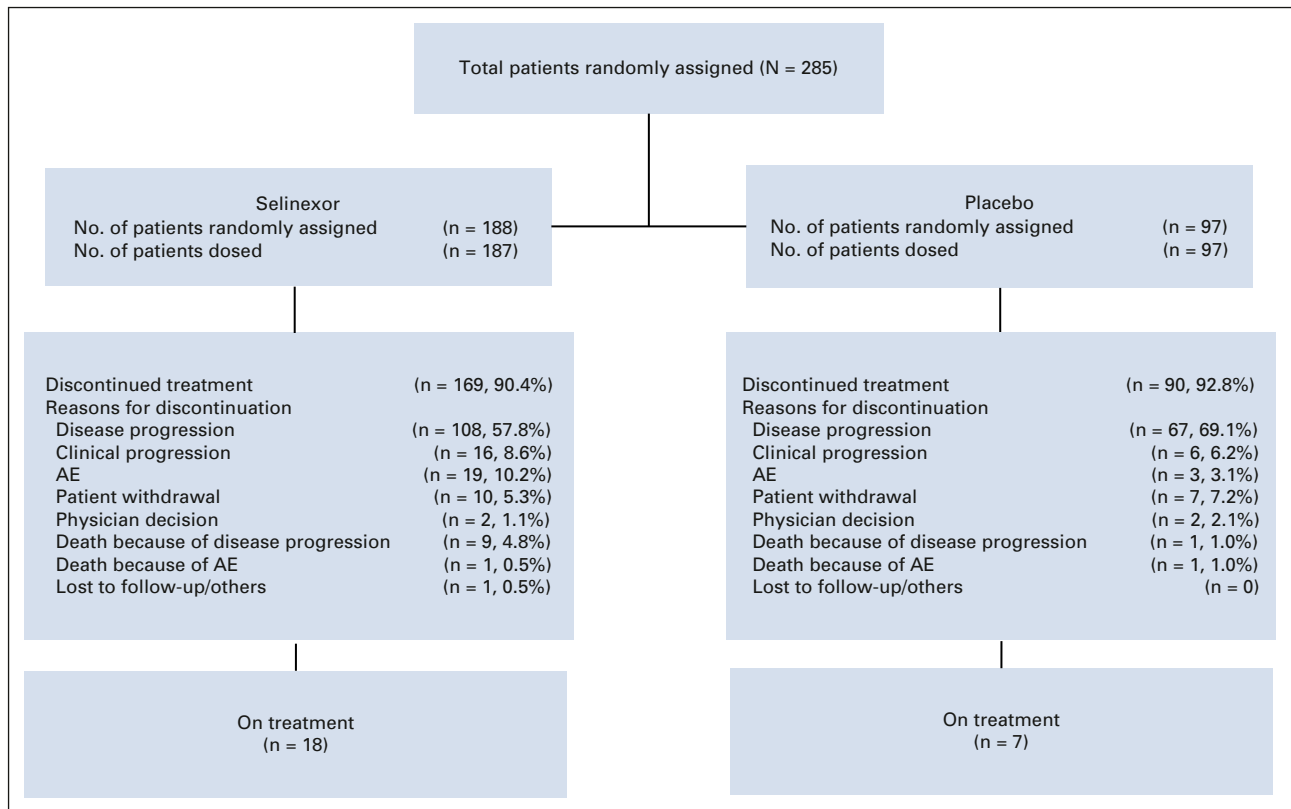 Total patients randomly assigned (N = 285)
Selinexor
No. of patients randomly assigned (n = 188)
No. of patients dosed (n = 187)
Placebo
No. of patients randomly assigned (n = 97)
No. of patients dosed (n = 97)
Discontinued treatment (n = 169, 90.4%)
Reasons for discontinuation
Disease progression (n = 108, 57.8%)
Clinical progression (n = 16, 8.6%)
AE (n = 19, 10.2%)
Patient withdrawal (n = 10, 5.3%)
Physician decision (n = 2, 1.1%)
Death because of disease progression (n = 9, 4.8%)
Death because of AE (n = 1, 0.5%)
Lost to follow-up/others (n = 1, 0.5%)
Discontinued treatment (n = 90, 92.8%)
Reasons for discontinuation
Disease progression (n = 67, 69.1%)
Clinical progression (n = 6, 6.2%)
AE (n = 3, 3.1%)
Patient withdrawal (n = 7, 7.2%)
Physician decision (n = 2, 2.1%)
Death because of disease progression (n = 1, 1.0%)
Death because of AE (n = 1, 1.0%)
Lost to follow-up/others (n = 0)
On treatment
(n = 18)
On treatment
(n = 7)